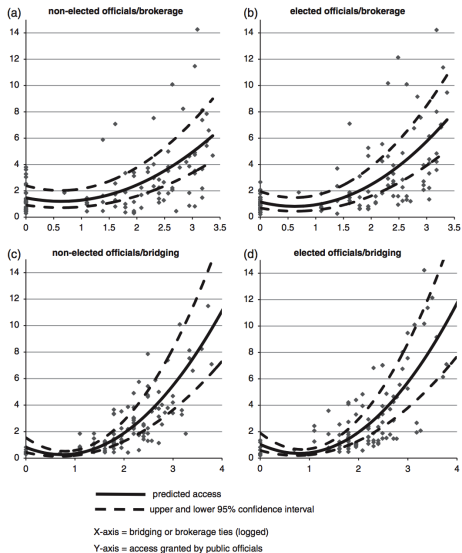 (a) non-elected officials/brokerage
14
12
10
8
6
4
2
0
0 0.5 1 1.5 2 2.5 3 3.5
(b) elected officials/brokerage
14
12
10
8
6
4
2
0
0 0.5 1 1.5 2 2.5 3 3.5
(c) non-elected officials/bridging
14
12
10
8
6
4
2
0
0 1 2 3 4
(d) elected officials/bridging
14
12
10
8
6
4
2
0
0 1 2 3 4
predicted access
upper and lower 95% confidence interval
X-axis = bridging or brokerage ties (logged)
Y-axis = access granted by public officials